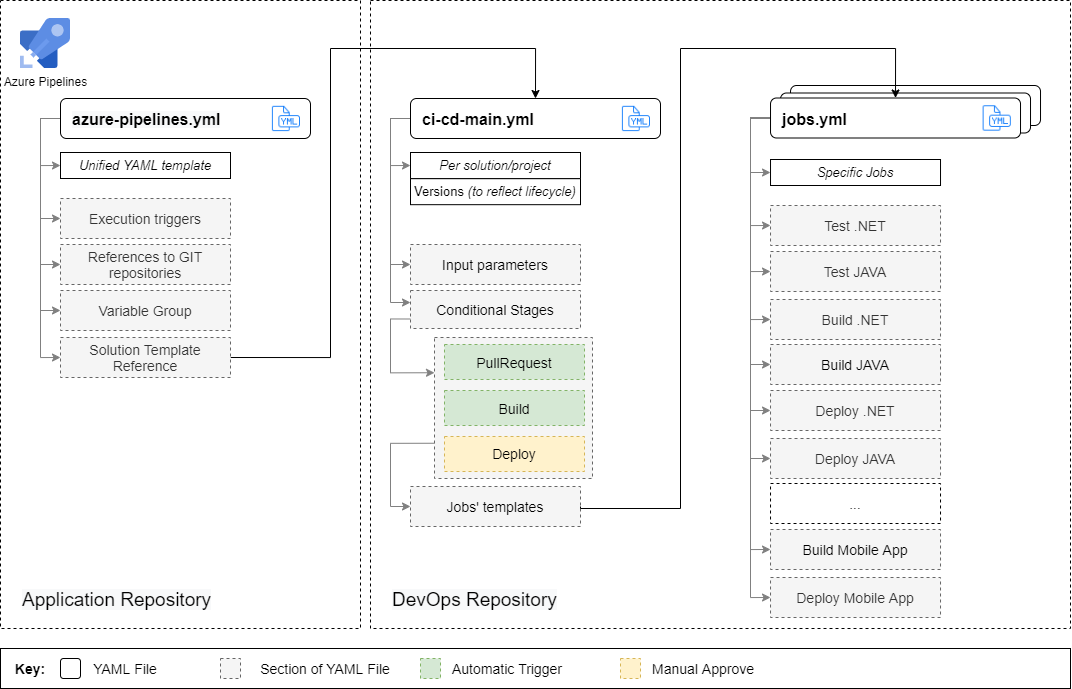 Azure Pipelines
azure-pipelines.yml
YML
Unified YAML template
Execution triggers
References to GIT
repositories
Variable Group
Solution Template
Reference
Application Repository
ci-cd-main.yml
YML
Per solution/project
Versions (to reflect lifecycle)
Input parameters
Conditional Stages
PullRequest
Build
Deploy
Jobs' templates
DevOps Repository
jobs.yml
YML
Specific Jobs
Test .NET
Test JAVA
Build .NET
Build JAVA
Deploy .NET
Deploy JAVA
...
Build Mobile App
Deploy Mobile App
Key: YAML File Section of YAML File Automatic Trigger Manual Approve